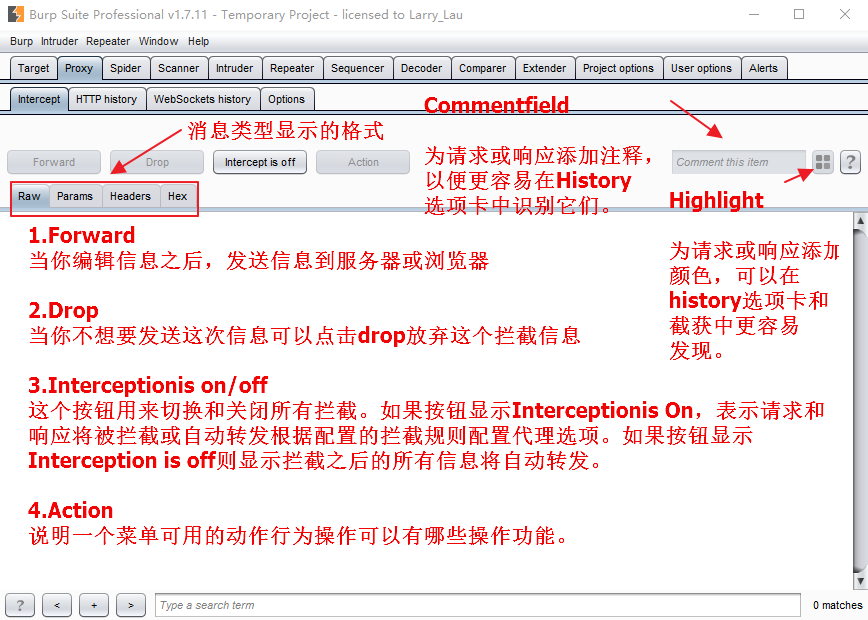 Burp Suite Professional v1.7.11 - Temporary Project - licensed to Larry_Lau
Burp Intruder Repeater Window Help
Target Proxy Spider Scanner Intruder Repeater Sequencer Decoder Comparer Extender Project options User options Alerts
Intercept HTTP history WebSockets history Options
Commentfield
消息类型显示的格式
Forward Drop Intercept is off Action
Comment this item
?
为请求或响应添加注释，
以便更容易在History
选项卡中识别它们。
Raw Params Headers Hex
Highlight
为请求或响应添加
颜色，可以在
history选项卡和
截获中更容易
发现。
1.Forward
当你编辑信息之后，发送信息到服务器或浏览器
2.Drop
当你不想要发送这次信息可以点击drop放弃这个拦截信息
3.Interceptionis on/off
这个按钮用来切换和关闭所有拦截。如果按钮显示Interceptionis On，表示请求和
响应将被拦截或自动转发根据配置的拦截规则配置代理选项。如果按钮显示
Interception is off则显示拦截之后的所有信息将自动转发。
4.Action
说明一个菜单可用的动作行为操作可以有哪些操作功能。
? < + > Type a search term 0 matches